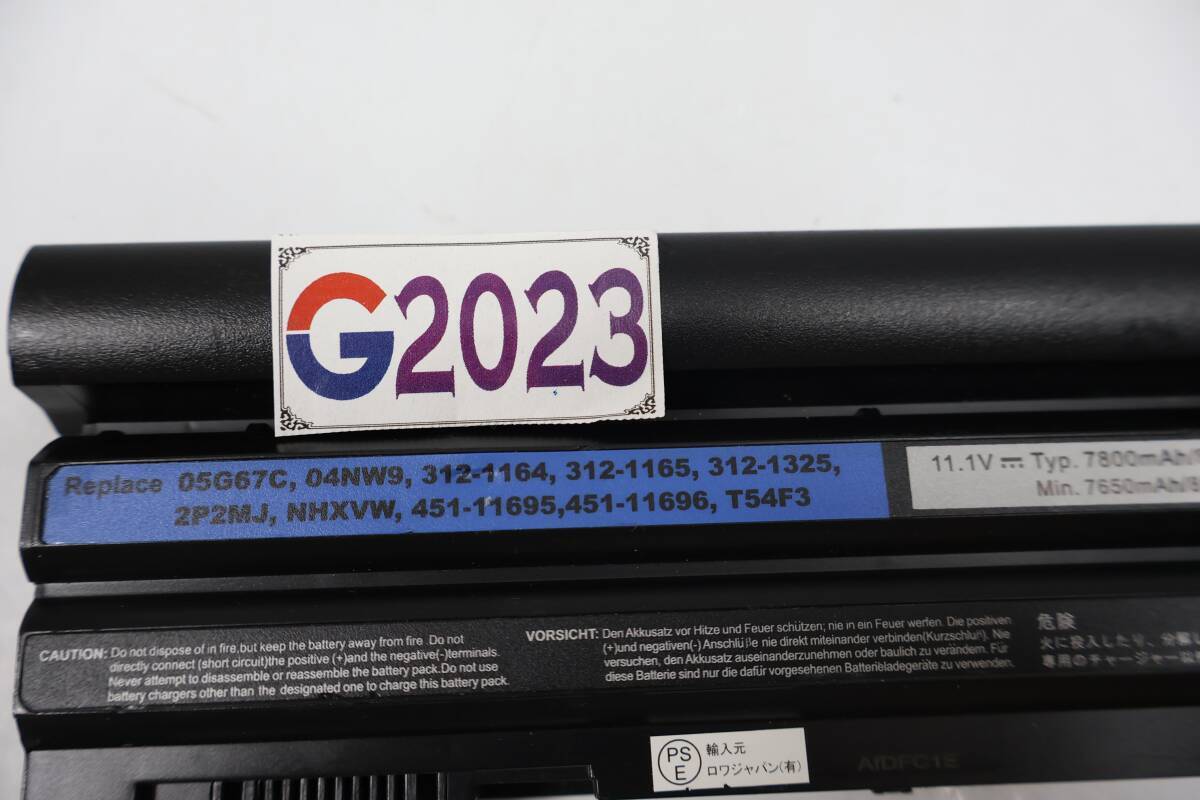 G2023
Replace 05G67C, 04NW9, 312-1164, 312-1165, 312-1325,
2P2MJ, NHXVW, 451-11695,451-11696, T54F3
11.1V ⎓ Typ. 7800mAh/
Min. 7650mAh/
CAUTION: Do not dispose of in fire,but keep the battery away from fire. Do not
directly connect (short circuit)the positive (+)and the negative(-)terminals.
Never attempt to disassemble or reassemble the battery pack.Do not use
battery chargers other than the designated one to charge this battery pack.
VORSICHT: Den Akkusatz vor Hitze und Feuer schützen; nie in ein Feuer werfen. Die positiven
(+)und negativen(-) Anschlüße nie direkt miteinander verbinden(Kurzschluß). Nie
versuchen, den Akkusatz auseinanderzunehmen oder baulich zu verändern. Für
diese Batterie sind nur die dafür vorgesehenen Batterieladegeräte zu verwenden.
危険
火に投入したり、分解
専用のチャージャー以
PS
E
輸入元
ロワジャパン(有)
AIDFC1E